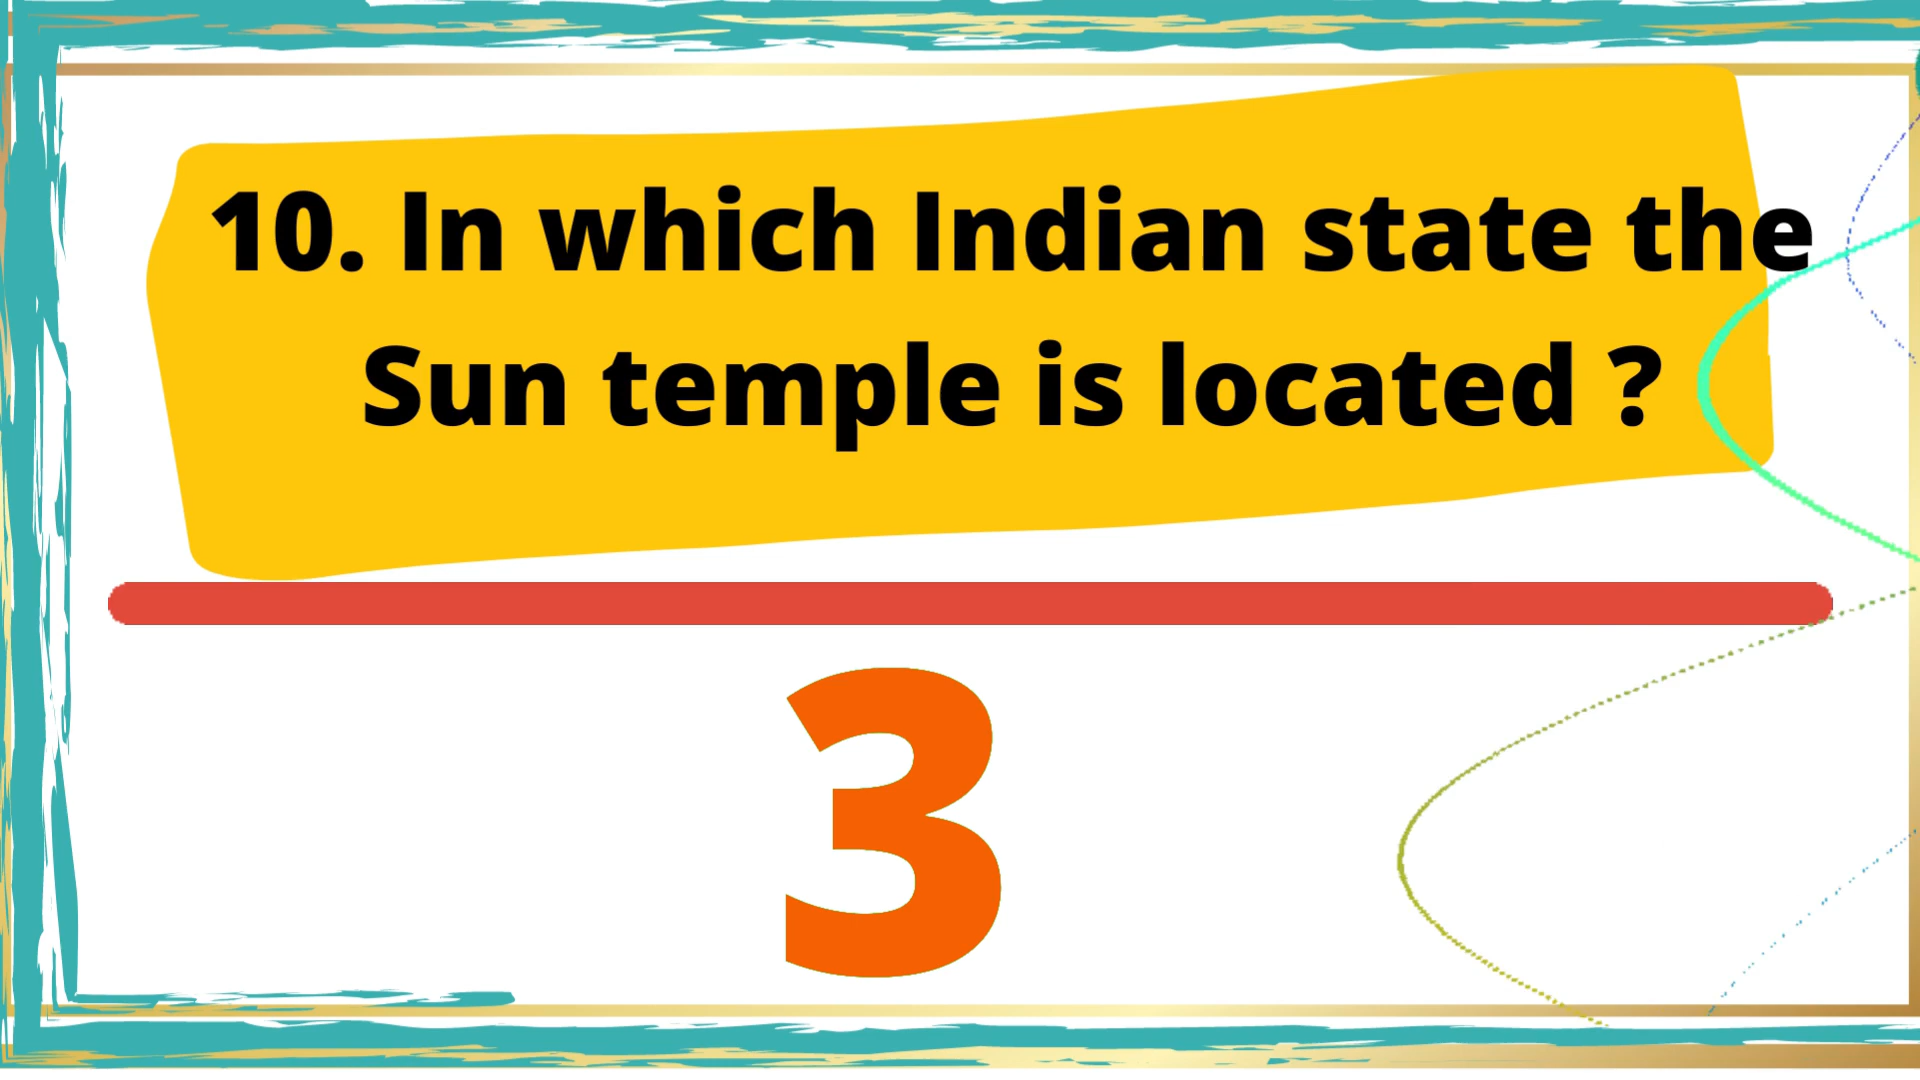 10. In which Indian state the
Sun temple is located ?
3